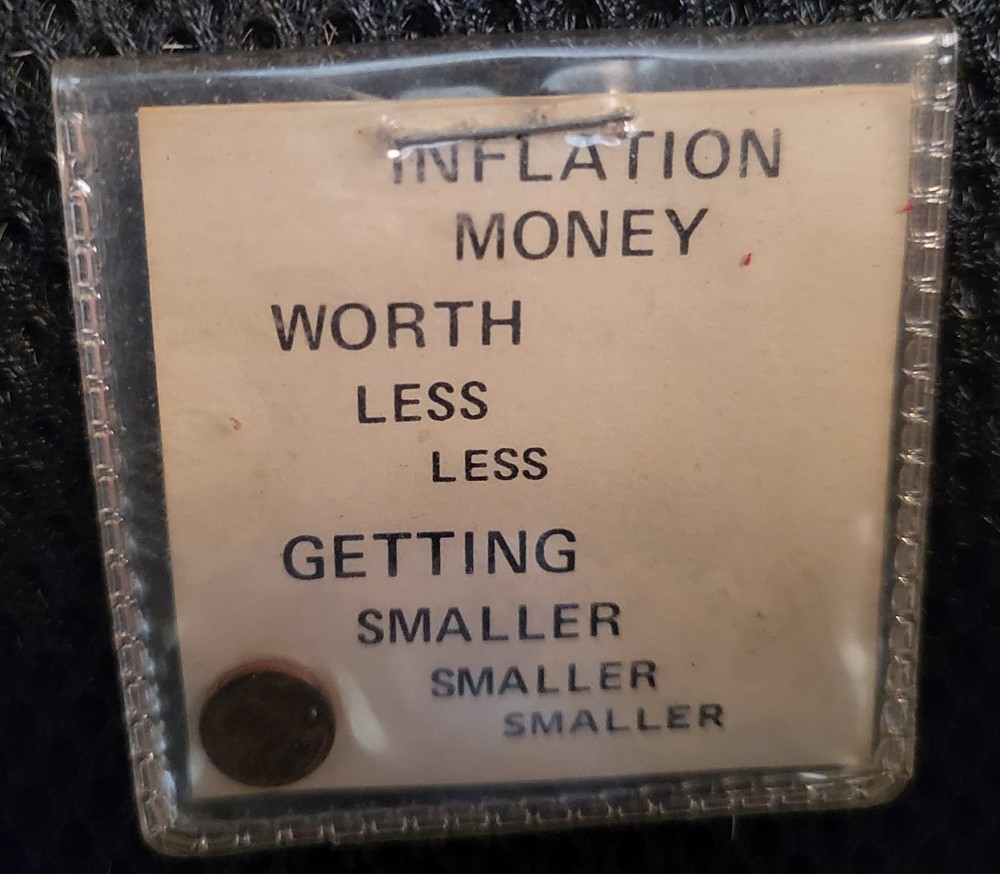 INFLATION
MONEY
WORTH
LESS
LESS
GETTING
SMALLER
SMALLER
SMALLER